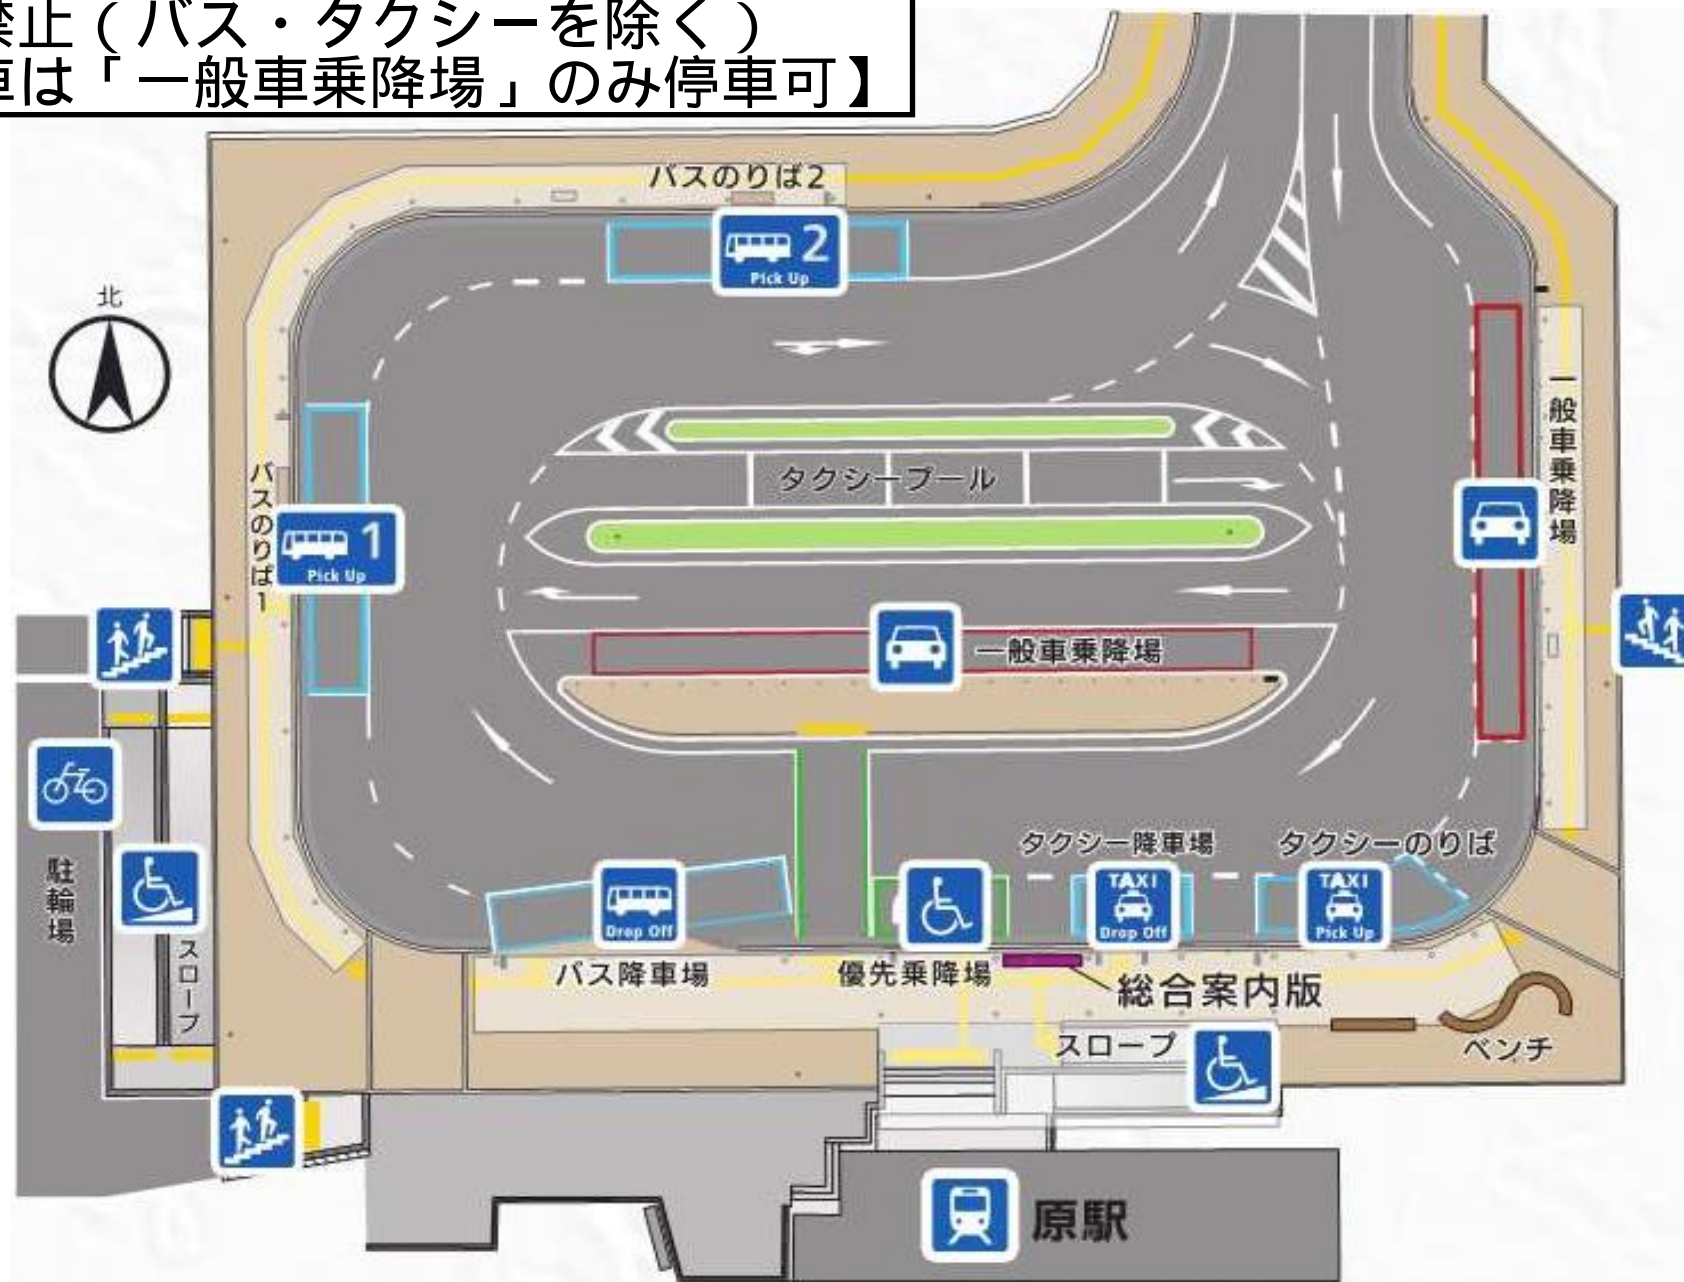 禁止(バス・タクシーを除く)
車は「一般車乗降場」のみ停車可】
バスのりば2
2
Pick Up
北
一般車乗降場
タクシープール
バスのりば1
1
Pick Up
一般車乗降場
駐輪場
スロープ
タクシー降車場
タクシーのりば
Drop Off
TAXI
Drop Off
TAXI
Pick Up
バス降車場
優先乗降場
総合案内版
スロープ
ベンチ
原駅